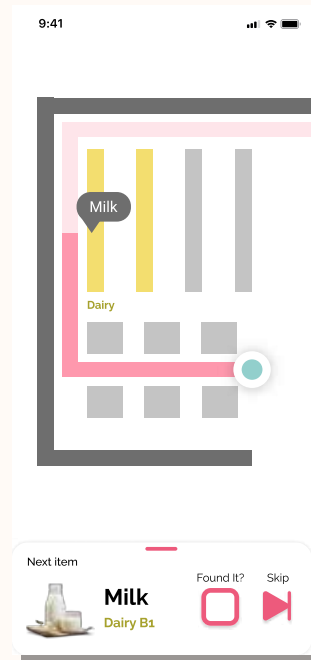 9:41
Milk
Dairy
Next item
Found It?
Skip
Milk
Dairy B1